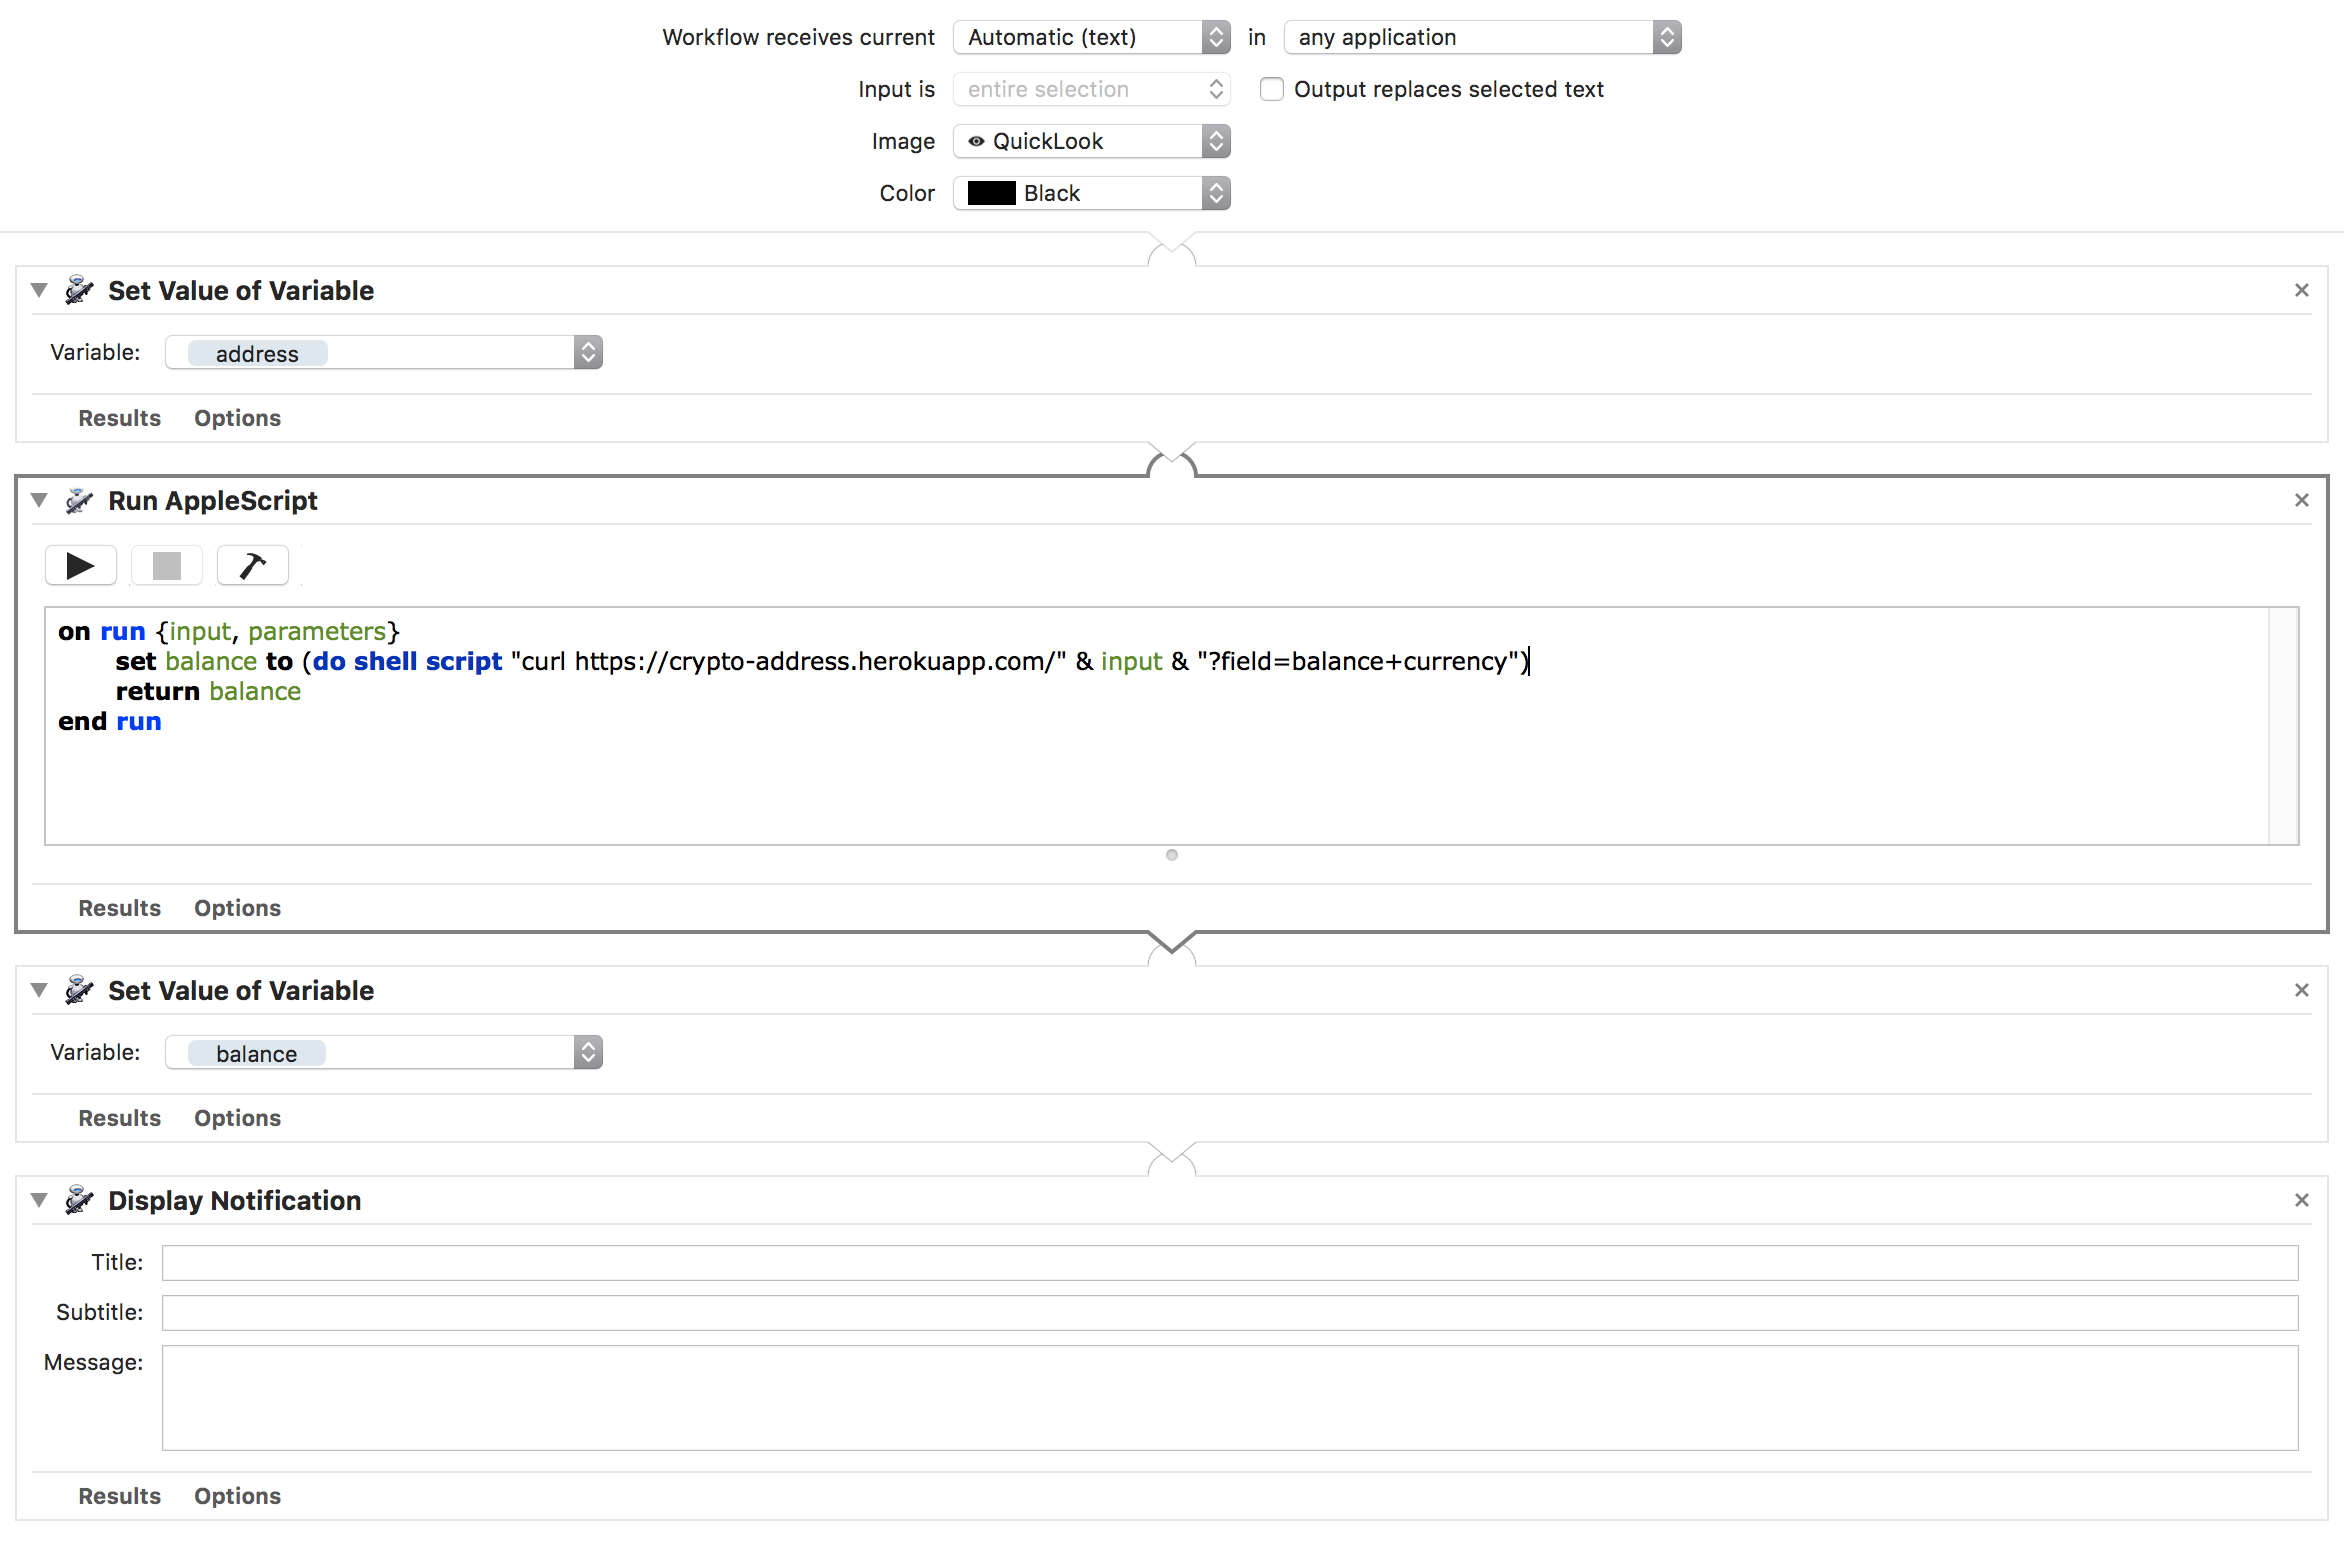 Workflow receives current Automatic (text) in any application
Input is entire selection Output replaces selected text
Image QuickLook
Color Black
Set Value of Variable
Variable: address
Results Options
Run AppleScript
on run {input, parameters}
set balance to (do shell script "curl https://crypto-address.herokuapp.com/" & input & "?field=balance+currency")
return balance
end run
Results Options
Set Value of Variable
Variable: balance
Results Options
Display Notification
Title:
Subtitle:
Message:
Results Options